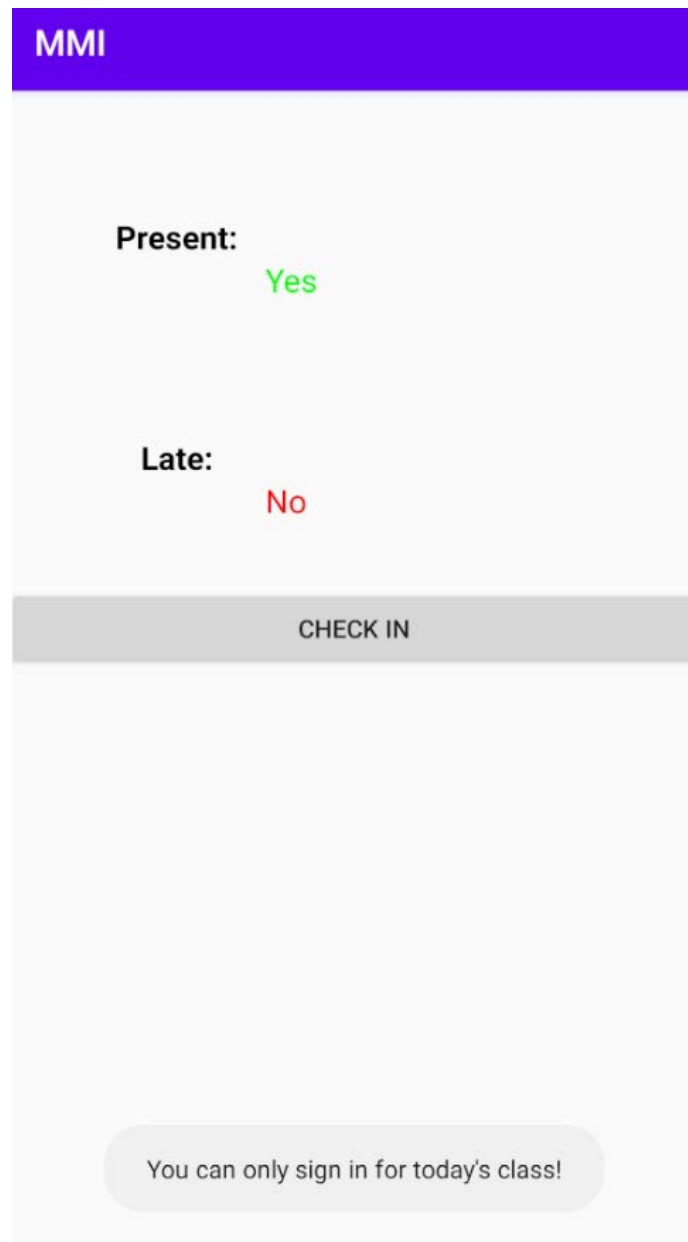 MMI
Present:
Yes
Late:
No
CHECK IN
You can only sign in for today's class!